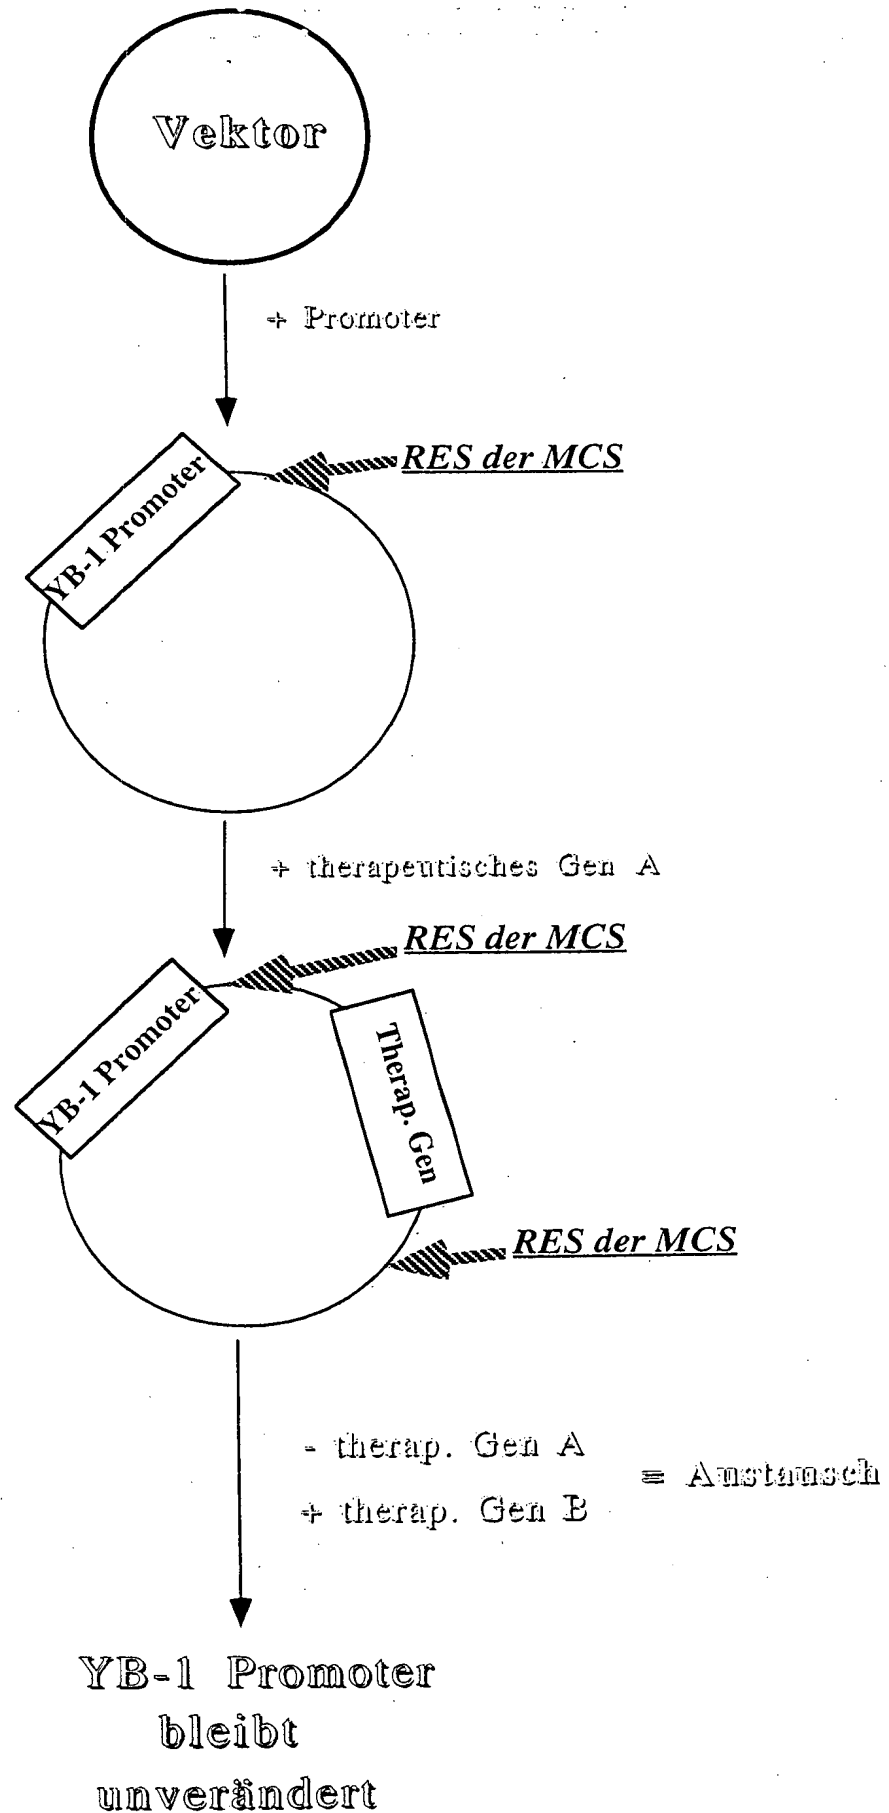 Vektor
+ Promoter
RES der MCS
YB-1 Promoter
+ therapeutisches Gen A
RES der MCS
YB-1 Promoter
Therap. Gen
RES der MCS
- therap. Gen A
= Austausch
+ therap. Gen B
YB-1 Promoter
bleibt
unverändert